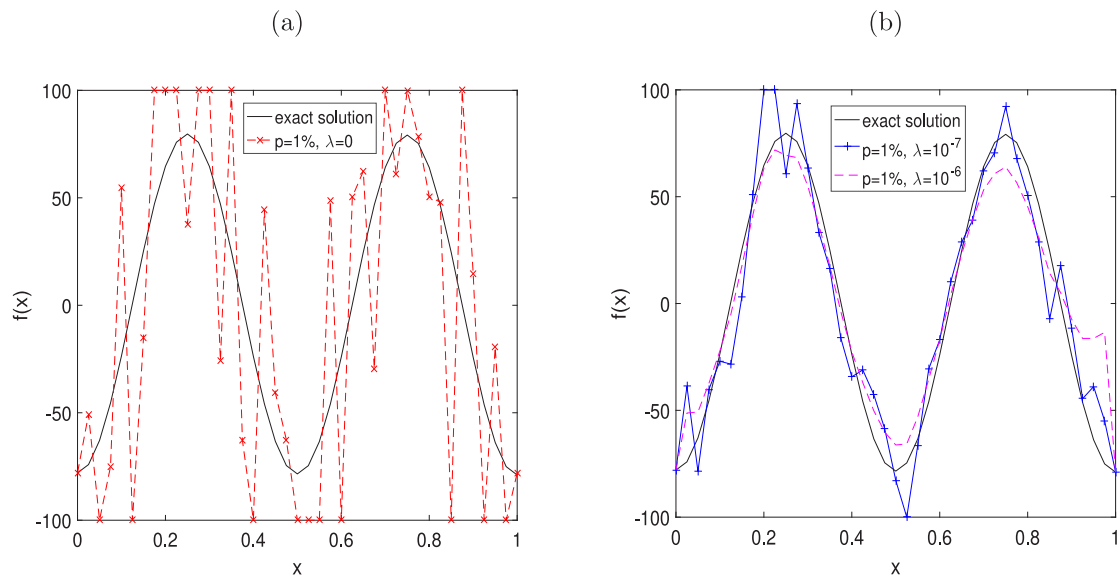 (a)
100
50
0
-50
-100
f(x)
exact solution
p=1%, λ=0
0
0.2
0.4
0.6
0.8
1
x
(b)
100
50
0
-50
-100
f(x)
exact solution
p=1%, λ=10⁻⁷
p=1%, λ=10⁻⁶
0
0.2
0.4
0.6
0.8
1
x